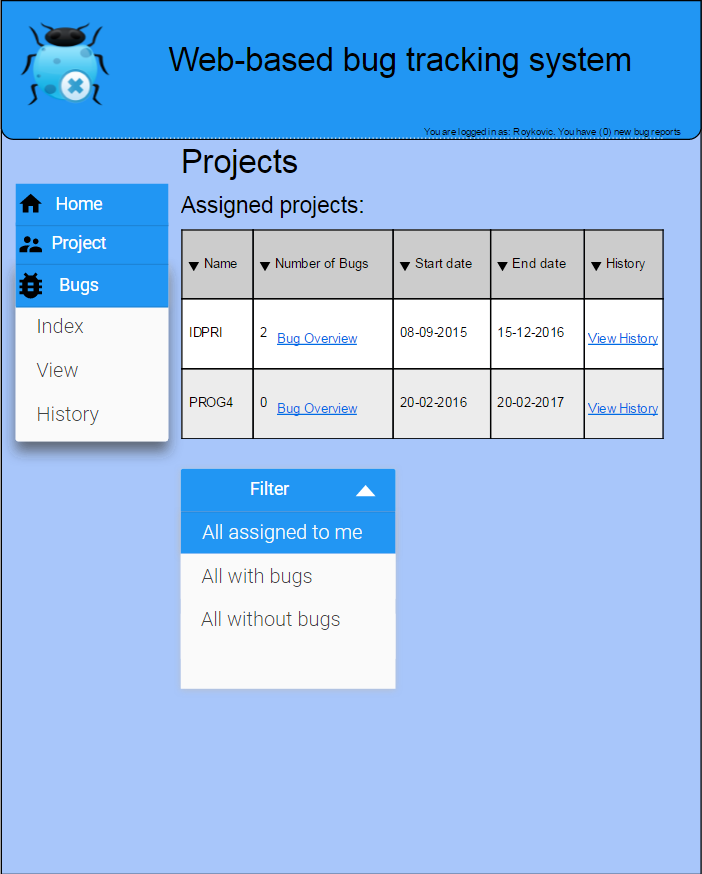 Web-based bug tracking system
You are logged in as: Roykovic. You have (0) new bug reports
Projects
Home
Project
Bugs
Index
View
History
Assigned projects:
Name Number of Bugs Start date End date History
IDPRI 2 Bug Overview 08-09-2015 15-12-2016 View History
PROG4 0 Bug Overview 20-02-2016 20-02-2017 View History
Filter
All assigned to me
All with bugs
All without bugs